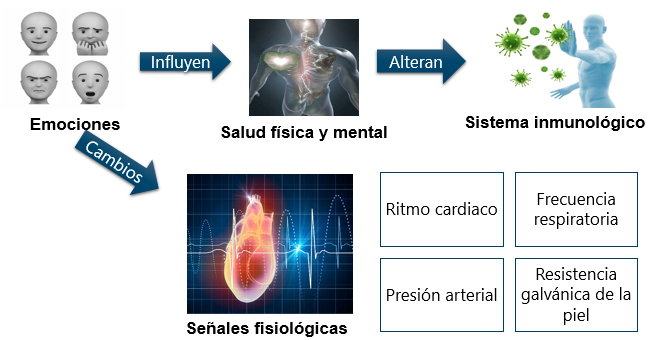 Influyen
Alteran
Emociones
Salud física y mental
Sistema inmunológico
Cambios
Ritmo cardiaco
Frecuencia
respiratoria
Presión arterial
Resistencia
galvánica de la
piel
Señales fisiológicas